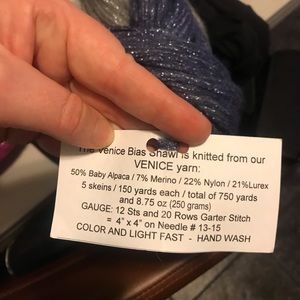 The Venice Bias Shawl is knitted from our
VENICE yarn:
50% Baby Alpaca / 7% Merino / 22% Nylon / 21%Lurex
5 skeins / 150 yards each / total of 750 yards
and 8.75 oz (250 grams)
GAUGE: 12 Sts and 20 Rows Garter Stitch
= 4" x 4" on Needle # 13-15
COLOR AND LIGHT FAST - HAND WASH